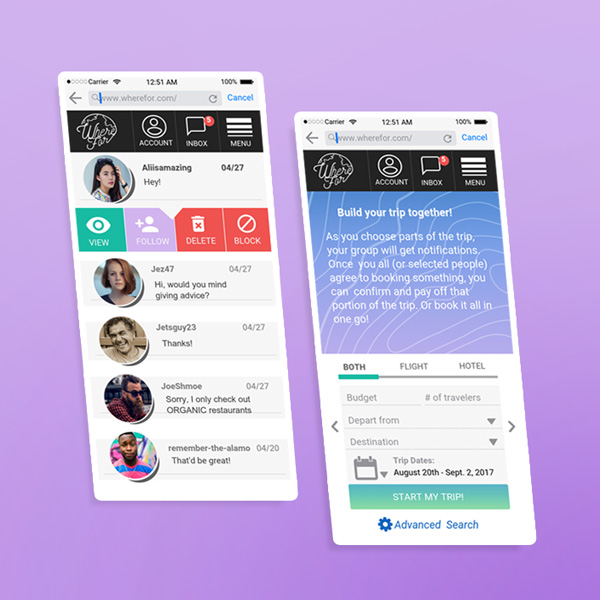 Carrier 12:51 AM 100%
www.wherefor.com/ Cancel
Where
For
ACCOUNT INBOX 5 MENU
Aliisamazing 04/27
Hey!
VIEW FOLLOW DELETE BLOCK
Jez47 04/27
Hi, would you mind
giving advice?
Jetsguy23 04/27
Thanks!
JoeShmoe 04/27
Sorry, I only check out
ORGANIC restaurants
remember-the-alamo 04/20
That'd be great!
Carrier 12:51 AM 100%
www.wherefor.com/ Cancel
Where
For
ACCOUNT INBOX 5 MENU
Build your trip together!
As you choose parts of the trip,
your group will get notifications.
Once you all (or selected people)
agree to booking something, you
can confirm and pay off that
portion of the trip. Or book it all in
one go!
BOTH FLIGHT HOTEL
Budget # of travelers
Depart from
Destination
Trip Dates:
August 20th - Sept. 2, 2017
START MY TRIP!
Advanced Search